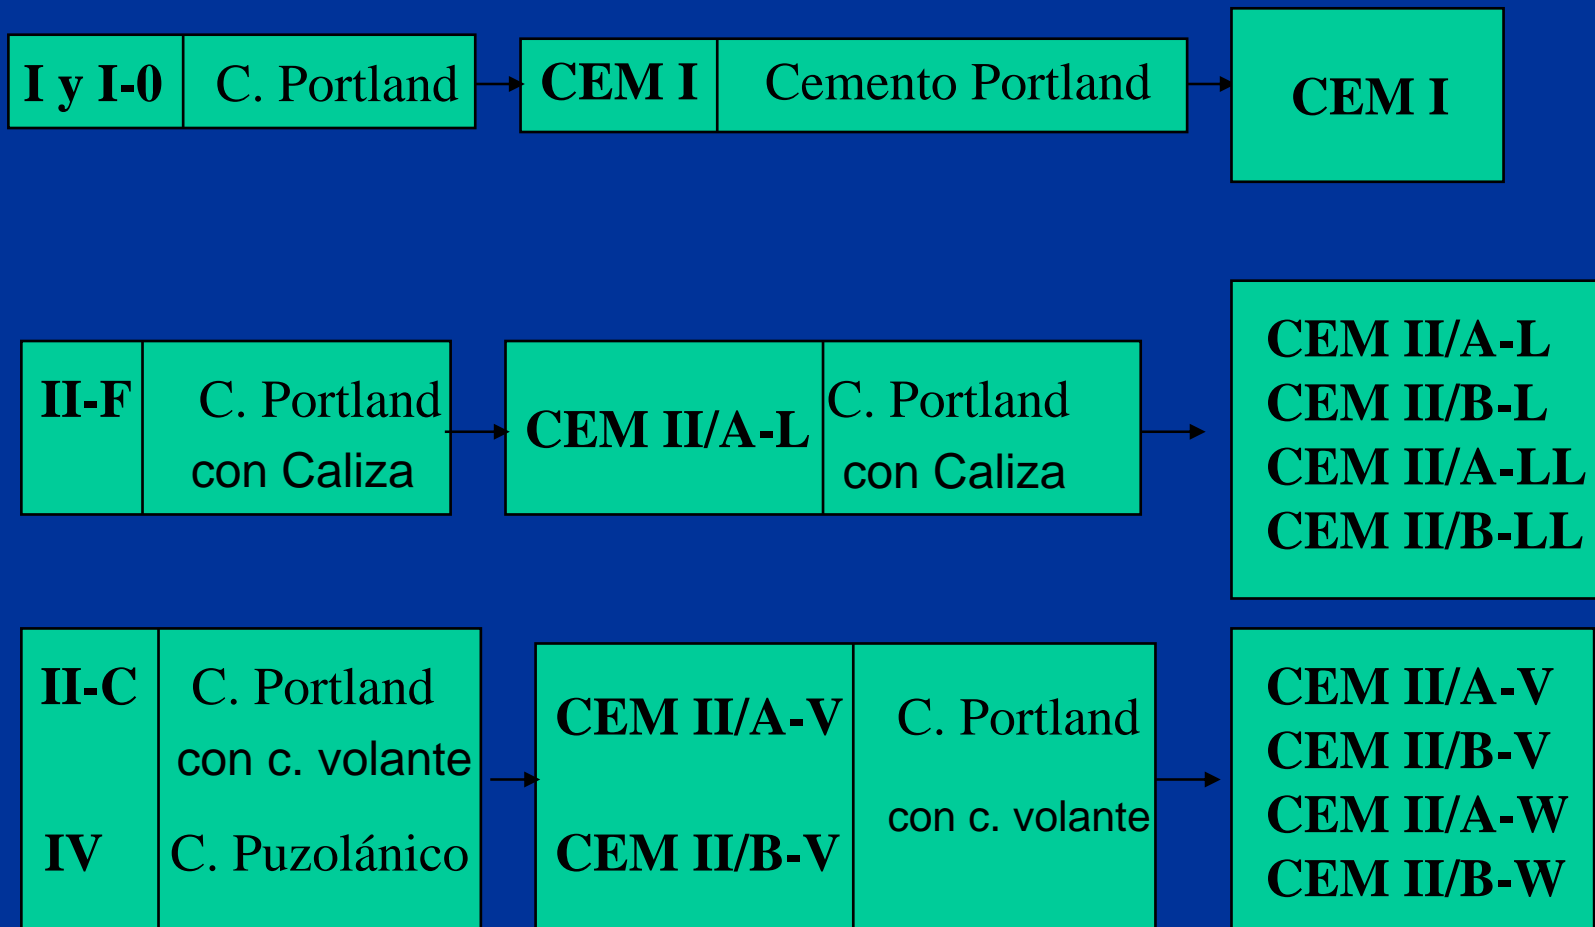 I y I-0 C. Portland CEM I Cemento Portland CEM I
II-F C. Portland
con Caliza
CEM II/A-L C. Portland
con Caliza
CEM II/A-L
CEM II/B-L
CEM II/A-LL
CEM II/B-LL
II-C C. Portland
con c. volante
IV C. Puzolánico
CEM II/A-V C. Portland
con c. volante
CEM II/B-V
CEM II/A-V
CEM II/B-V
CEM II/A-W
CEM II/B-W